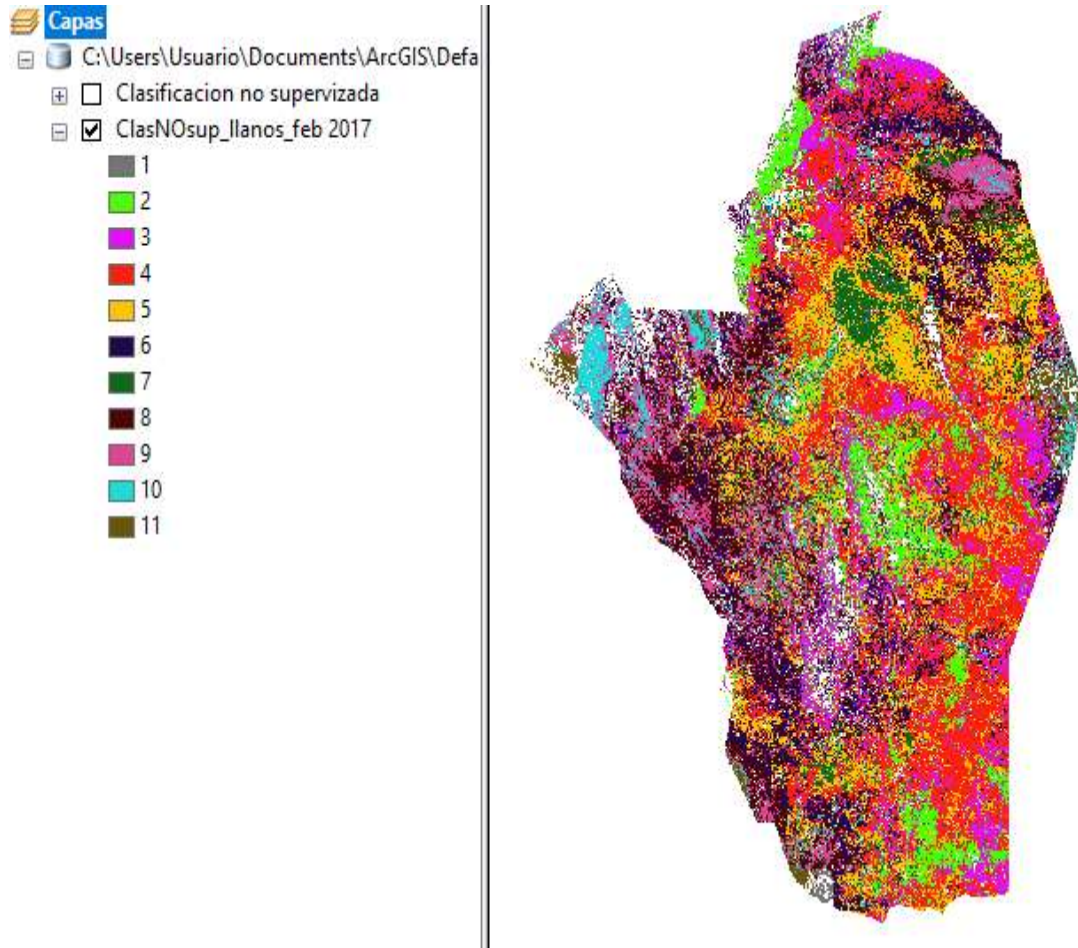 Capas
C:\Users\Usuario\Documents\ArcGIS\Defa
Clasificacion no supervizada
ClasNOsup_llanos_feb 2017
1
2
3
4
5
6
7
8
9
10
11